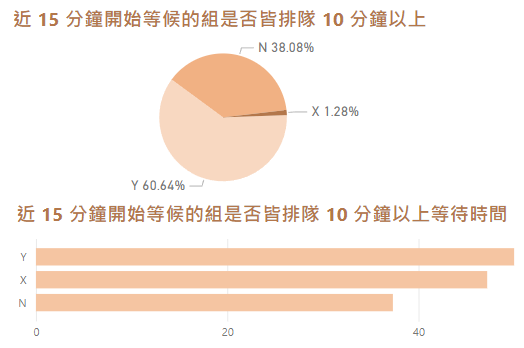 近 15 分鐘開始等候的組是否皆排隊 10 分鐘以上
N 38.08%
X 1.28%
Y 60.64%
近 15 分鐘開始等候的組是否皆排隊 10 分鐘以上等待時間
Y
X
N
0 20 40